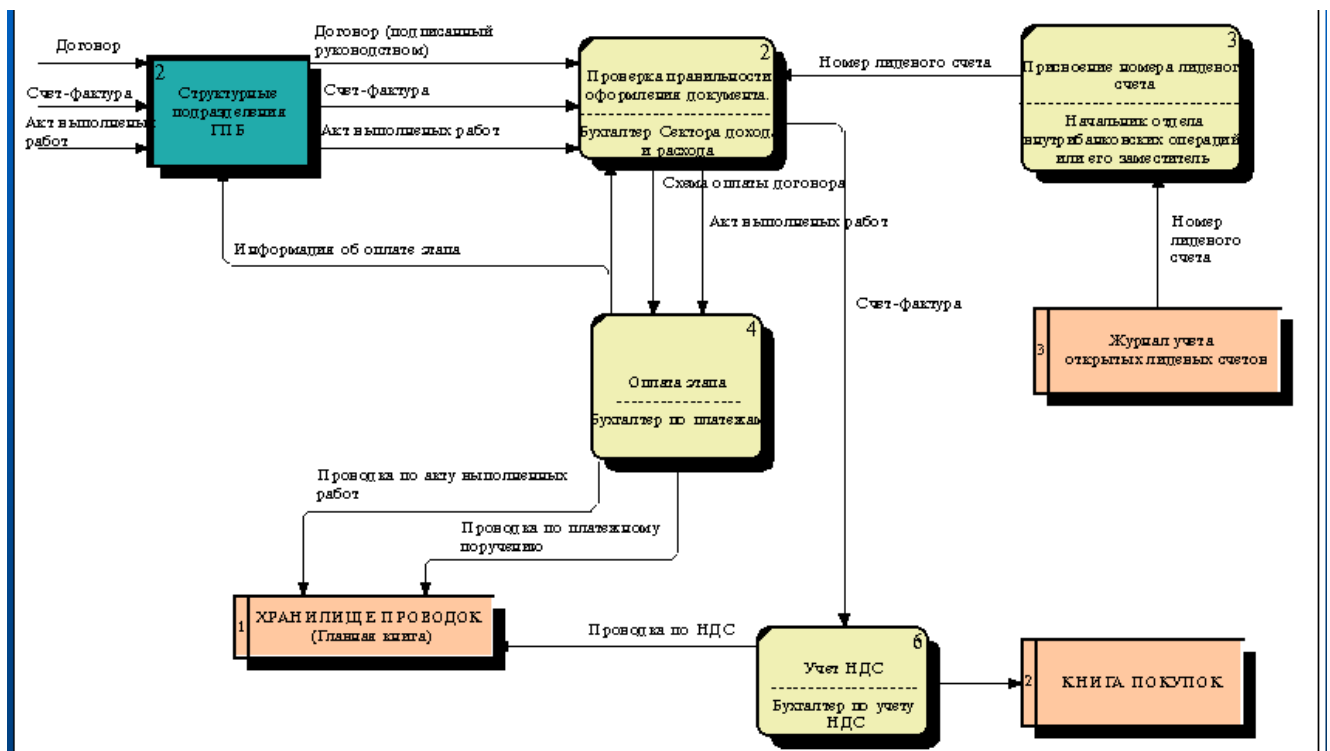 Договор
Счет-фактура
Акт выполненых
работ
2
Структурные
подразделения
ГПБ
Договор (подписанный
руководством)
Счет-фактура
Акт выполненых работ
2
Проверка правильности
оформления документа.
Бухгалтер Сектора доход.
и расхода
Номер лицевого счета
3
Присвоение номера лицевого
счета
Начальник отдела
внутрибанковских операций
или его заместитель
Схема оплаты договора
Акт выполненых работ
Номер
лицевого
счета
Информация об оплате этапа
Счет-фактура
3
Журнал учета
открытых лицевых счетов
4
Оплата этапа
Бухгалтер по платежам
Проводка по акту выполненных
работ
Проводка по платежному
поручению
1
ХРАНИЛИЩЕ ПРОВОДОК
(Главная книга)
Проводка по НДС
6
Учет НДС
Бухгалтер по учету
НДС
2
КНИГА ПОКУПОК